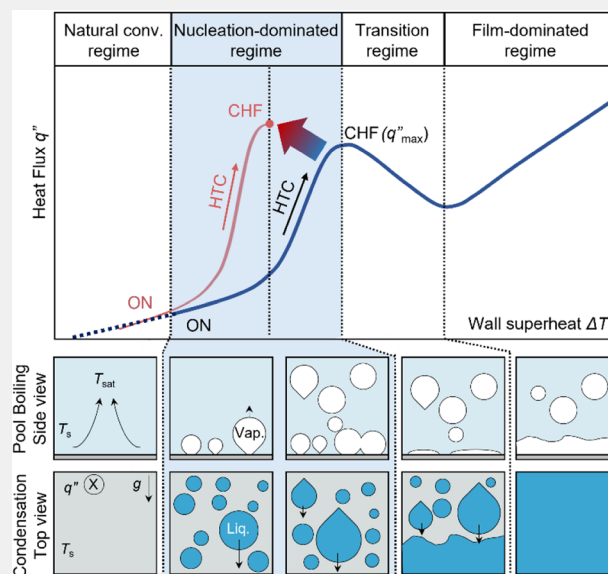 Natural conv. regime
Nucleation-dominated regime
Transition regime
Film-dominated regime
Heat Flux q"
CHF
CHF (q"max)
HTC
HTC
ON
ON
Wall superheat ΔT
Pool Boiling
Side view
Tsat
Ts
Vap.
Condensation
Top view
q" X g
Ts
Liq.